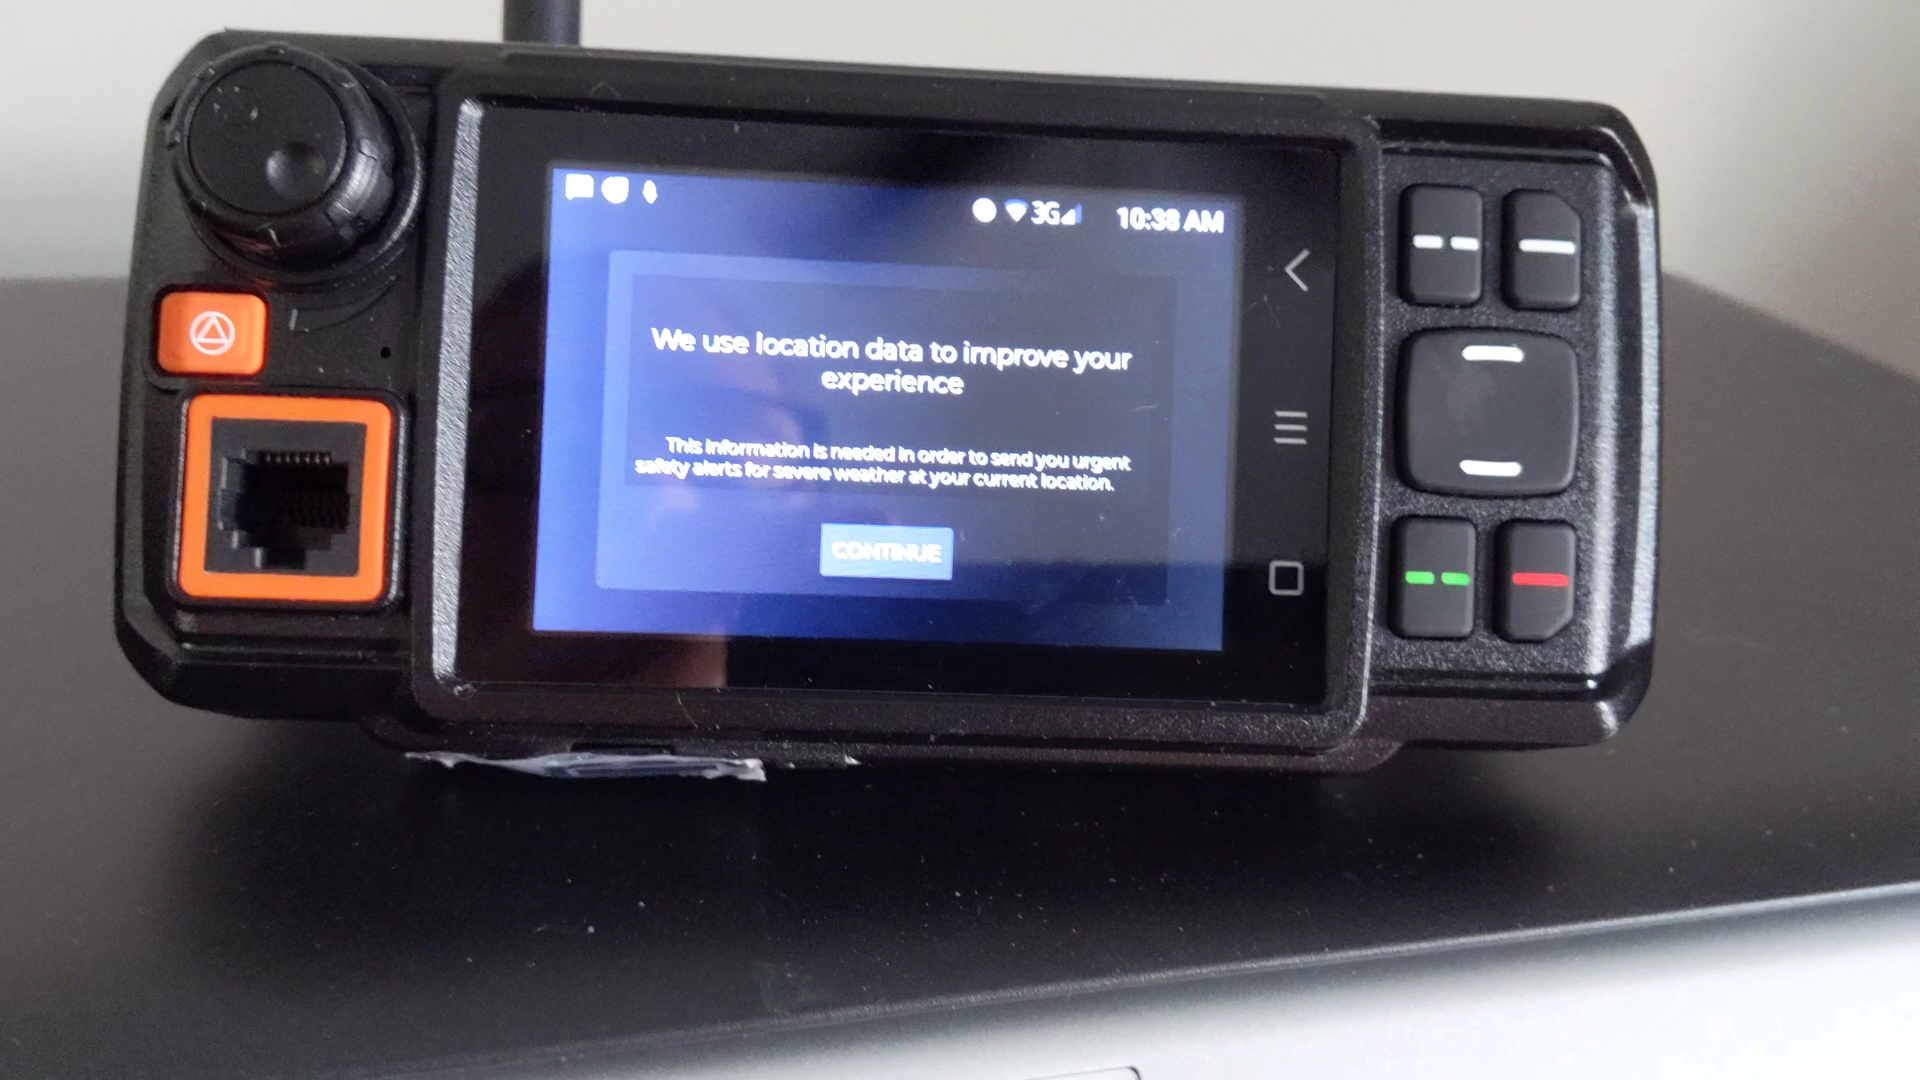 3G 10:38 AM
We use location data to improve your
experience
This information is needed in order to send you urgent
safety alerts for severe weather at your current location.
CONTINUE